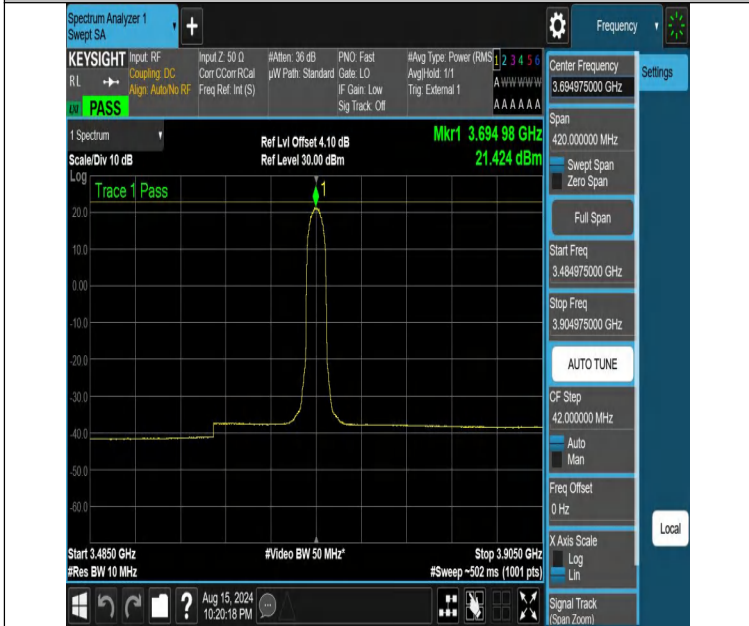 Spectrum Analyzer 1
Swept SA
+
Frequency
KEYSIGHT Input: RF Input Z: 50 Ω #Atten: 36 dB PNO: Fast #Avg Type: Power (RMS 1 2 3 4 5 6
RL Coupling: DC Corr CCorr RCal µW Path: Standard Gate: LO Avg|Hold: 1/1 A W W W W W
Align: Auto/No RF Freq Ref: Int (S) IF Gain: Low Trig: External 1
PASS Sig Track: Off A A A A A A
1 Spectrum
Ref Lvl Offset 4.10 dB Mkr1 3.694 98 GHz
Scale/Div 10 dB Ref Level 30.00 dBm 21.424 dBm
Log
Trace 1 Pass
1
20.0
10.0
0.00
-10.0
-20.0
-30.0
-40.0
-50.0
-60.0
Start 3.4850 GHz #Video BW 50 MHz* Stop 3.9050 GHz
#Res BW 10 MHz #Sweep ~502 ms (1001 pts)
? Aug 15, 2024
10:20:18 PM
Center Frequency
3.694975000 GHz
Settings
Span
420.000000 MHz
Swept Span
Zero Span
Full Span
Start Freq
3.484975000 GHz
Stop Freq
3.904975000 GHz
AUTO TUNE
CF Step
42.000000 MHz
Auto
Man
Freq Offset
0 Hz
X Axis Scale
Log
Lin
Local
Signal Track
(Span Zoom)